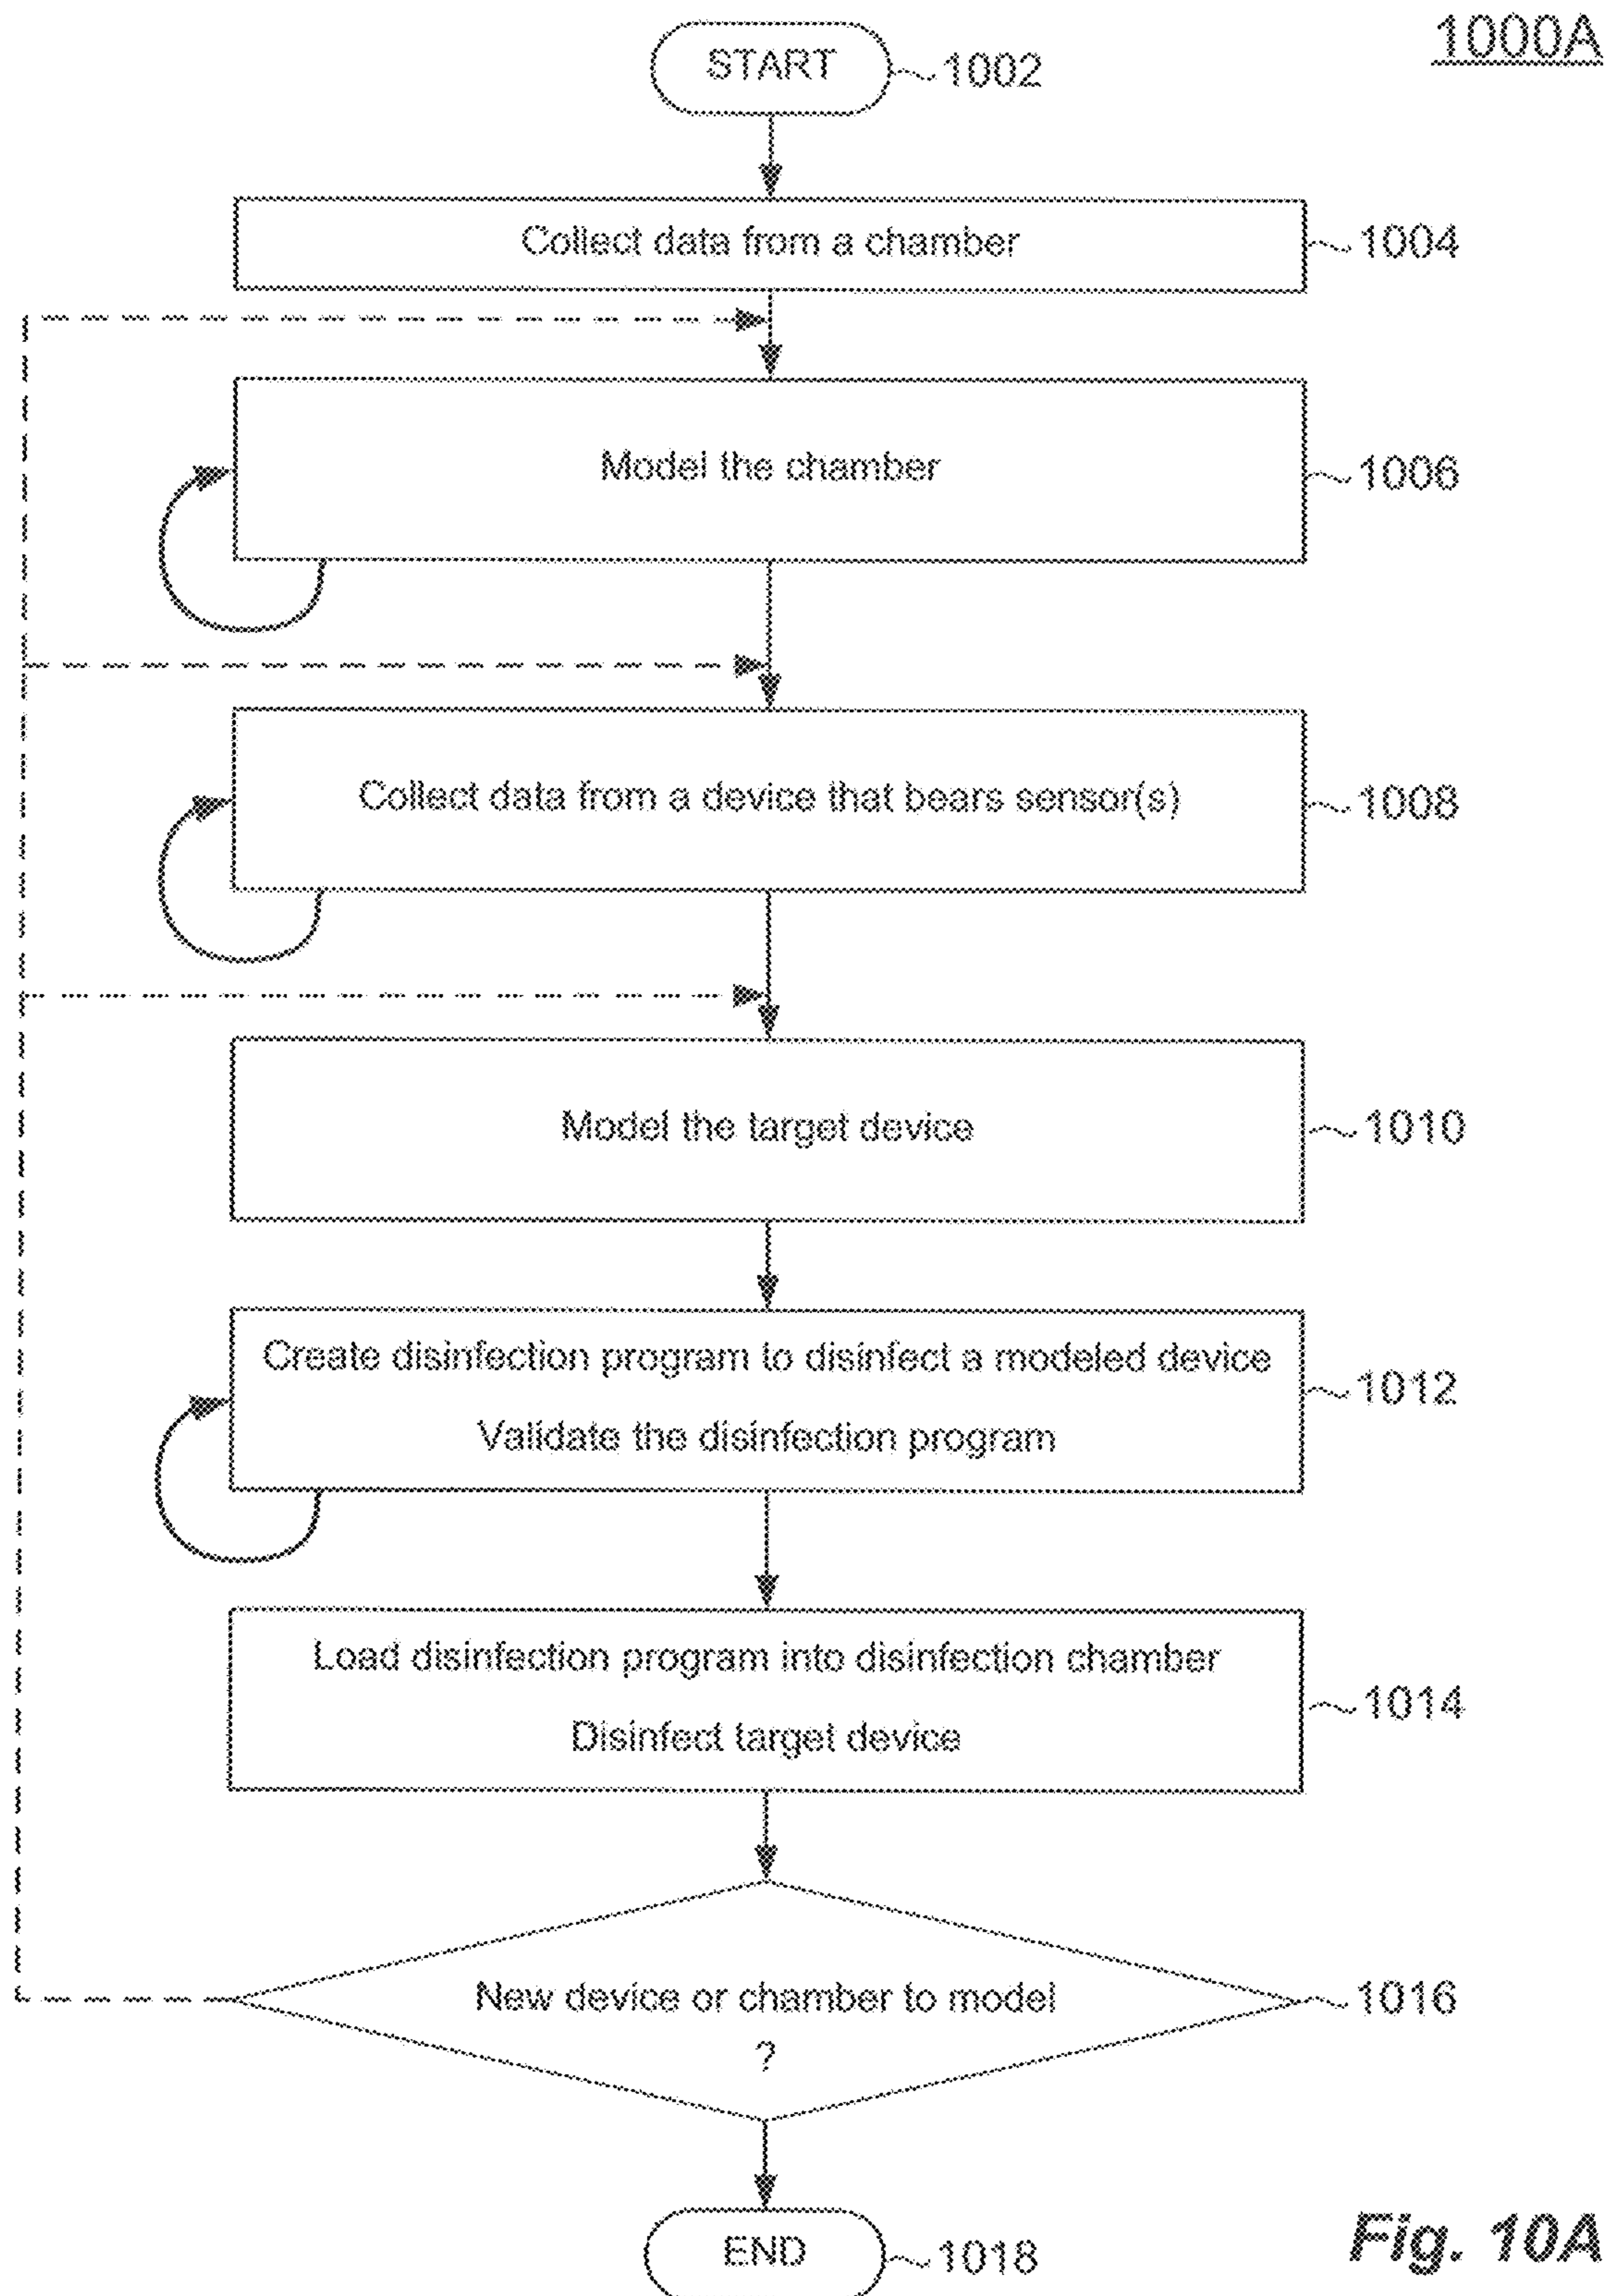 1000A
START
1002
Collect data from a chamber
1004
Model the chamber
1006
Collect data from a device that bears sensor(s)
1008
Model the target device
1010
Create disinfection program to disinfect a modeled device
Validate the disinfection program
1012
Load disinfection program into disinfection chamber
Disinfect target device
1014
New device or chamber to model
?
1016
END
1018
Fig. 10A